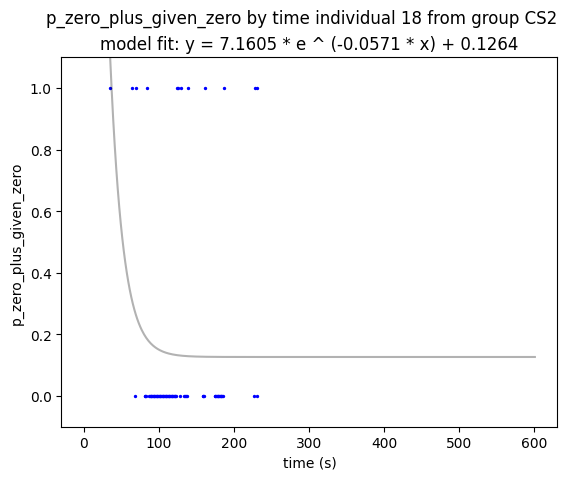 p_zero_plus_given_zero by time individual 18 from group CS2
model fit: y = 7.1605 * e ^ (-0.0571 * x) + 0.1264
1.0
0.8
0.6
0.4
0.2
0.0
p_zero_plus_given_zero
0 100 200 300 400 500 600
time (s)